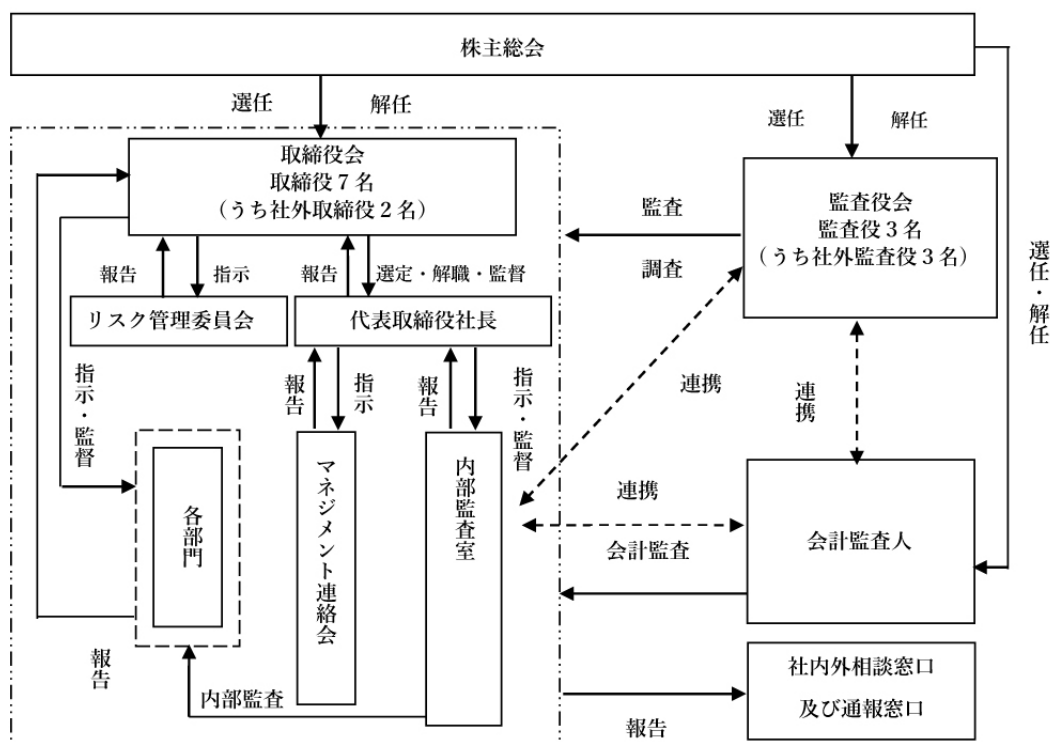 株主総会
選任
解任
選任
解任
取締役会
取締役7名
（うち社外取締役2名）
監査役会
監査役3名
（うち社外監査役3名）
監査
調査
選任・解任
報告
指示
報告
選定・解職・監督
リスク管理委員会
代表取締役社長
指示・監督
報告
指示
報告
指示・監督
連携
連携
各部門
マネジメント連絡会
内部監査室
連携
会計監査
会計監査人
報告
内部監査
報告
社内外相談窓口
及び通報窓口